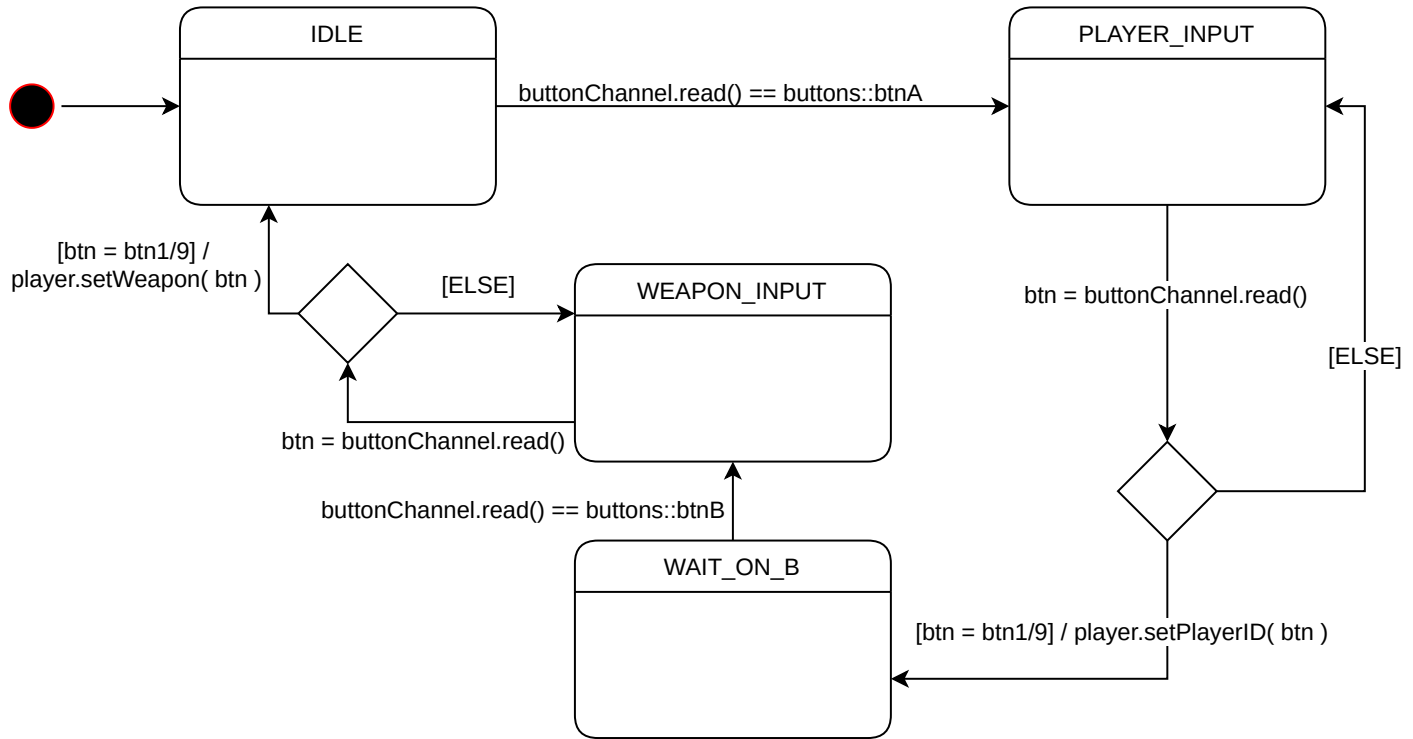 IDLE
PLAYER_INPUT
buttonChannel.read() == buttons::btnA
[btn = btn1/9] /
player.setWeapon( btn )
[ELSE]
WEAPON_INPUT
btn = buttonChannel.read()
[ELSE]
btn = buttonChannel.read()
buttonChannel.read() == buttons::btnB
WAIT_ON_B
[btn = btn1/9] / player.setPlayerID( btn )